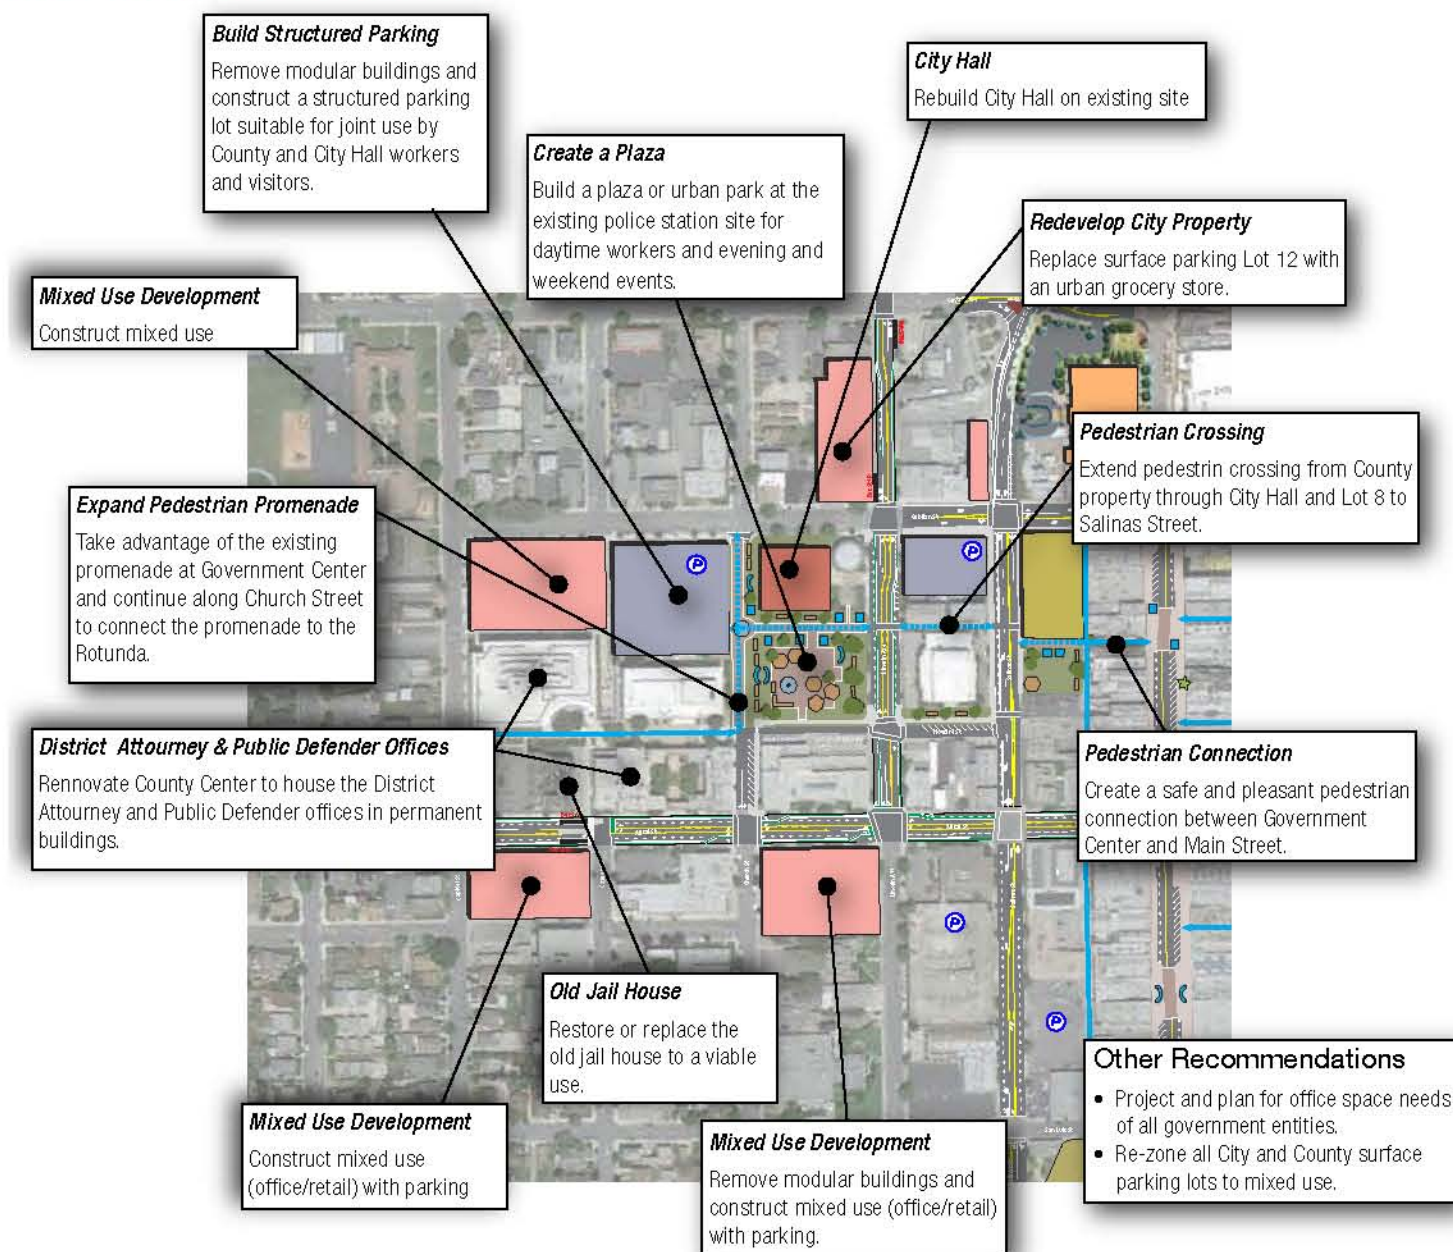 Build Structured Parking
Remove modular buildings and
construct a structured parking
lot suitable for joint use by
County and City Hall workers
and visitors.
City Hall
Rebuild City Hall on existing site
Create a Plaza
Build a plaza or urban park at the
existing police station site for
daytime workers and evening and
weekend events.
Redevelop City Property
Replace surface parking Lot 12 with
an urban grocery store.
Mixed Use Development
Construct mixed use
Pedestrian Crossing
Extend pedestrin crossing from County
property through City Hall and Lot 8 to
Salinas Street.
Expand Pedestrian Promenade
Take advantage of the existing
promenade at Government Center
and continue along Church Street
to connect the promenade to the
Rotunda.
P
P
District Attourney & Public Defender Offices
Rennovate County Center to house the District
Attourney and Public Defender offices in permanent
buildings.
Pedestrian Connection
Create a safe and pleasant pedestrian
connection between Government
Center and Main Street.
P
P
Old Jail House
Restore or replace the
old jail house to a viable
use.
Other Recommendations
• Project and plan for office space needs
of all government entities.
• Re-zone all City and County surface
parking lots to mixed use.
Mixed Use Development
Construct mixed use
(office/retail) with parking
Mixed Use Development
Remove modular buildings and
construct mixed use (office/retail)
with parking.